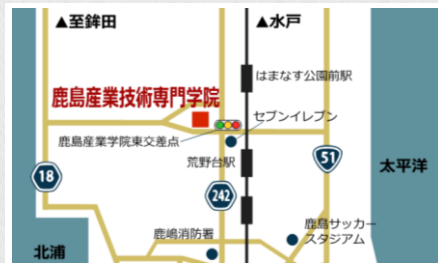 ▲至鉾田
▲水戸
はまなす公園前駅
鹿島産業技術専門学院
セブンイレブン
鹿島産業学院東交差点
荒野台駅
51
太平洋
18
242
鹿嶋消防署
鹿島サッカー
スタジアム
北浦